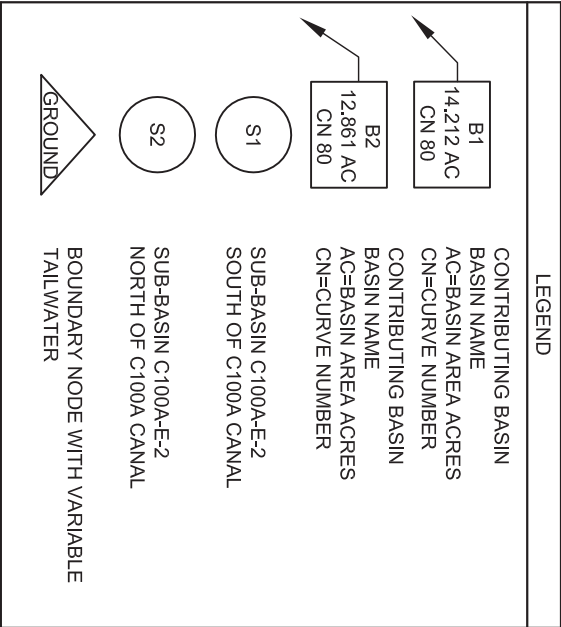 LEGEND
B1
14.212 AC
CN 80
CONTRIBUTING BASIN
BASIN NAME
AC=BASIN AREA ACRES
CN=CURVE NUMBER
B2
12.861 AC
CN 80
CONTRIBUTING BASIN
BASIN NAME
AC=BASIN AREA ACRES
CN=CURVE NUMBER
S1
SUB-BASIN C100A-E-2
SOUTH OF C100A CANAL
S2
SUB-BASIN C100A-E-2
NORTH OF C100A CANAL
GROUND
BOUNDARY NODE WITH VARIABLE
TAILWATER